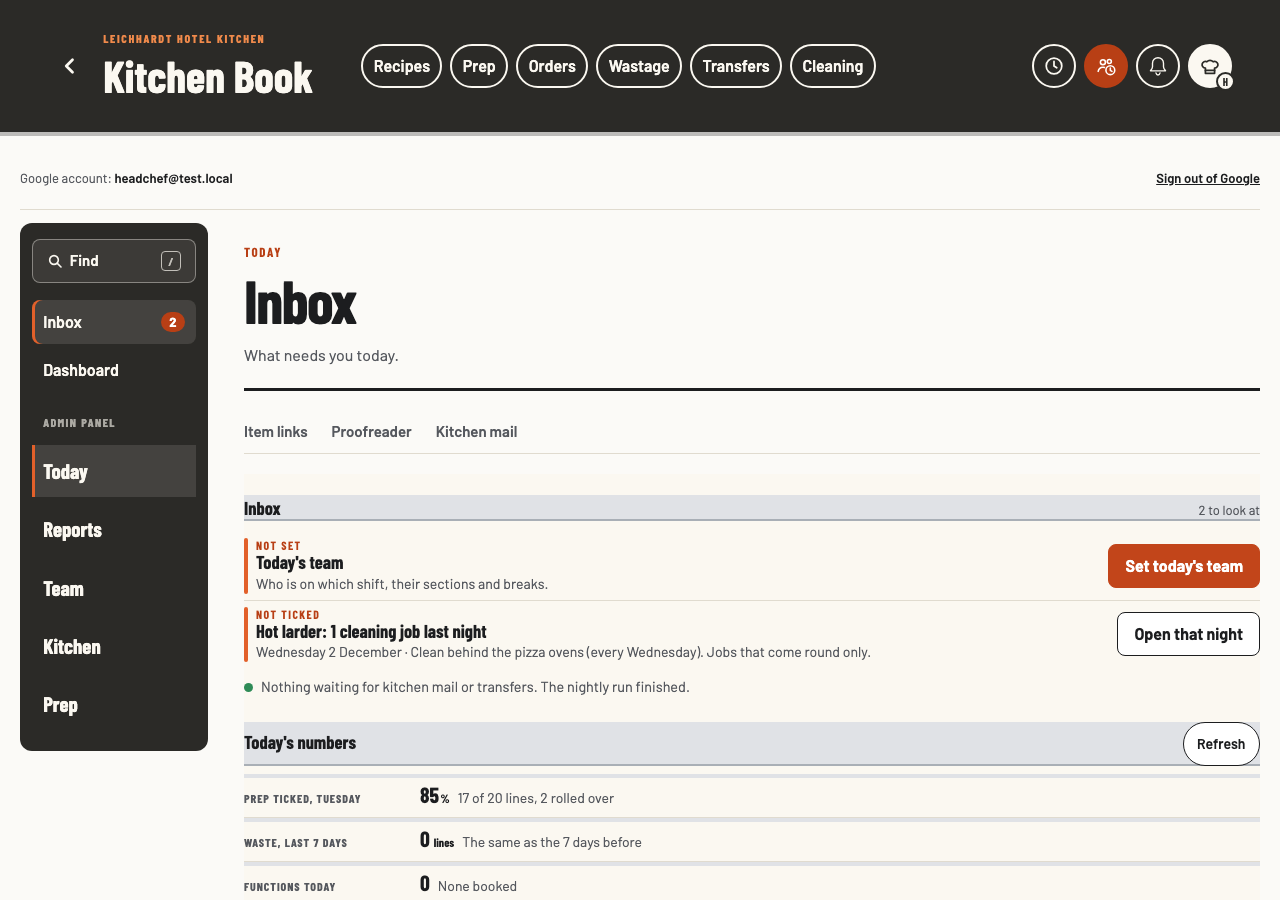 LEICHHARDT HOTEL KITCHEN
Kitchen Book
Recipes
Prep
Orders
Wastage
Transfers
Cleaning
H
Google account: headchef@test.local
Sign out of Google
Find
/
Inbox
2
Dashboard
ADMIN PANEL
Today
Reports
Team
Kitchen
Prep
TODAY
Inbox
What needs you today.
Item links
Proofreader
Kitchen mail
Inbox
2 to look at
NOT SET
Today's team
Who is on which shift, their sections and breaks.
Set today's team
NOT TICKED
Hot larder: 1 cleaning job last night
Wednesday 2 December · Clean behind the pizza ovens (every Wednesday). Jobs that come round only.
Open that night
Nothing waiting for kitchen mail or transfers. The nightly run finished.
Today's numbers
Refresh
PREP TICKED, TUESDAY
85% 17 of 20 lines, 2 rolled over
WASTE, LAST 7 DAYS
0 lines The same as the 7 days before
FUNCTIONS TODAY
0 None booked